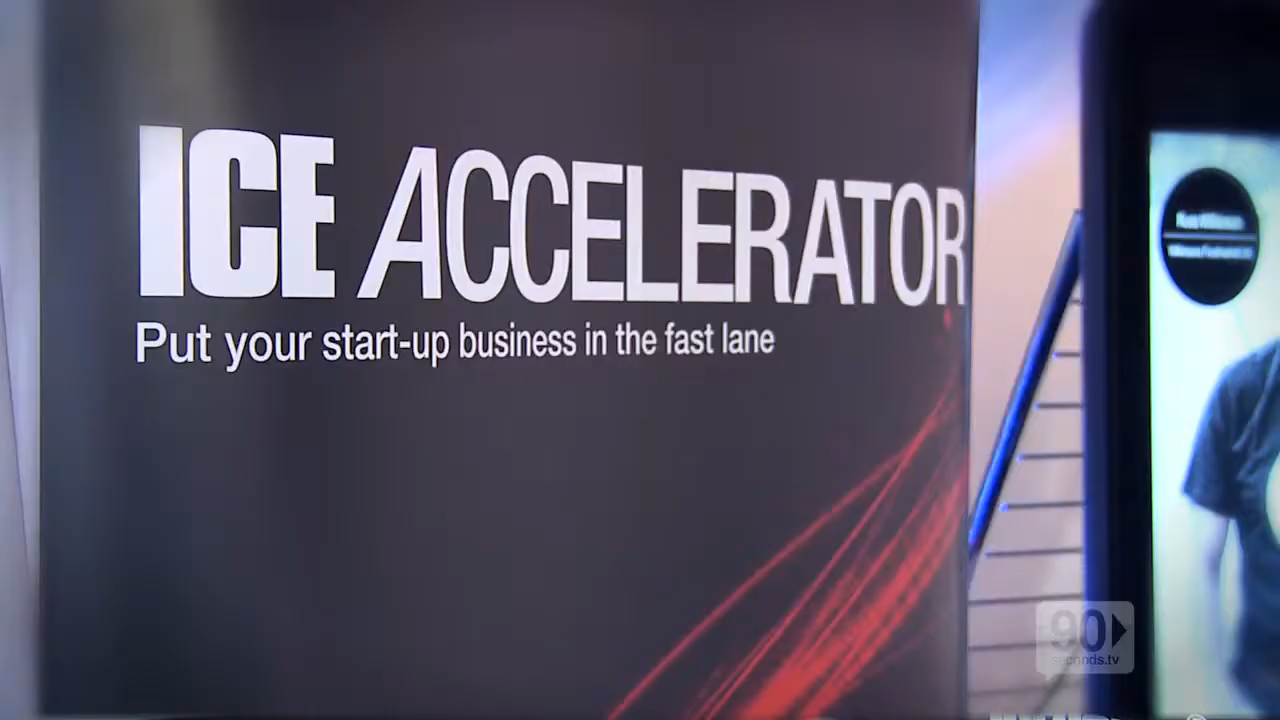 ICE ACCELERATOR
Put your start-up business in the fast lane
90
seconds.tv